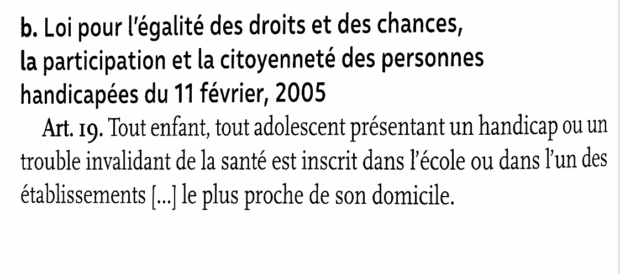 b. Loi pour l'égalité des droits et des chances,
la participation et la citoyenneté des personnes
handicapées du 11 février, 2005
Art. 19. Tout enfant, tout adolescent présentant un handicap ou un
trouble invalidant de la santé est inscrit dans l'école ou dans l'un des
établissements [...] le plus proche de son domicile.